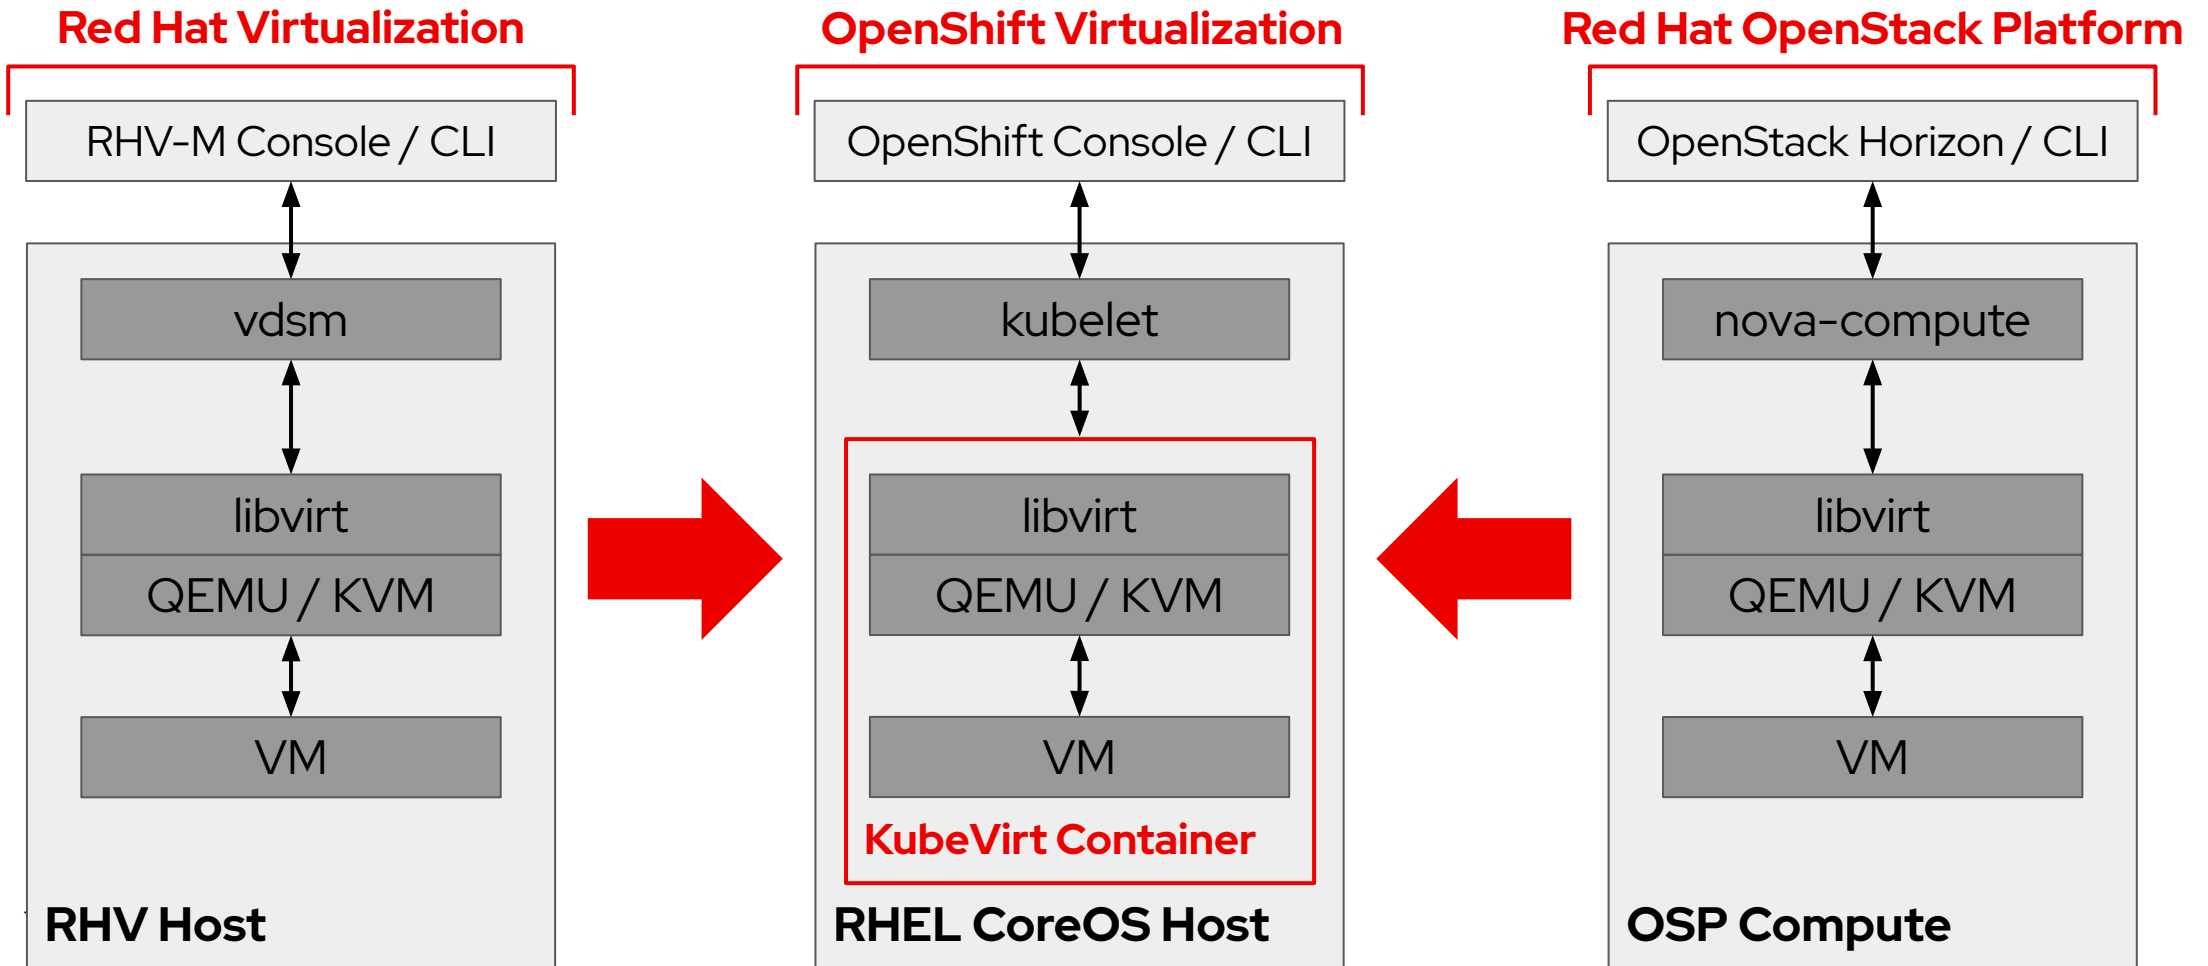 Red Hat Virtualization
RHV-M Console / CLI
vdsm
libvirt
QEMU / KVM
VM
RHV Host
OpenShift Virtualization
OpenShift Console / CLI
kubelet
libvirt
QEMU / KVM
VM
KubeVirt Container
RHEL CoreOS Host
Red Hat OpenStack Platform
OpenStack Horizon / CLI
nova-compute
libvirt
QEMU / KVM
VM
OSP Compute